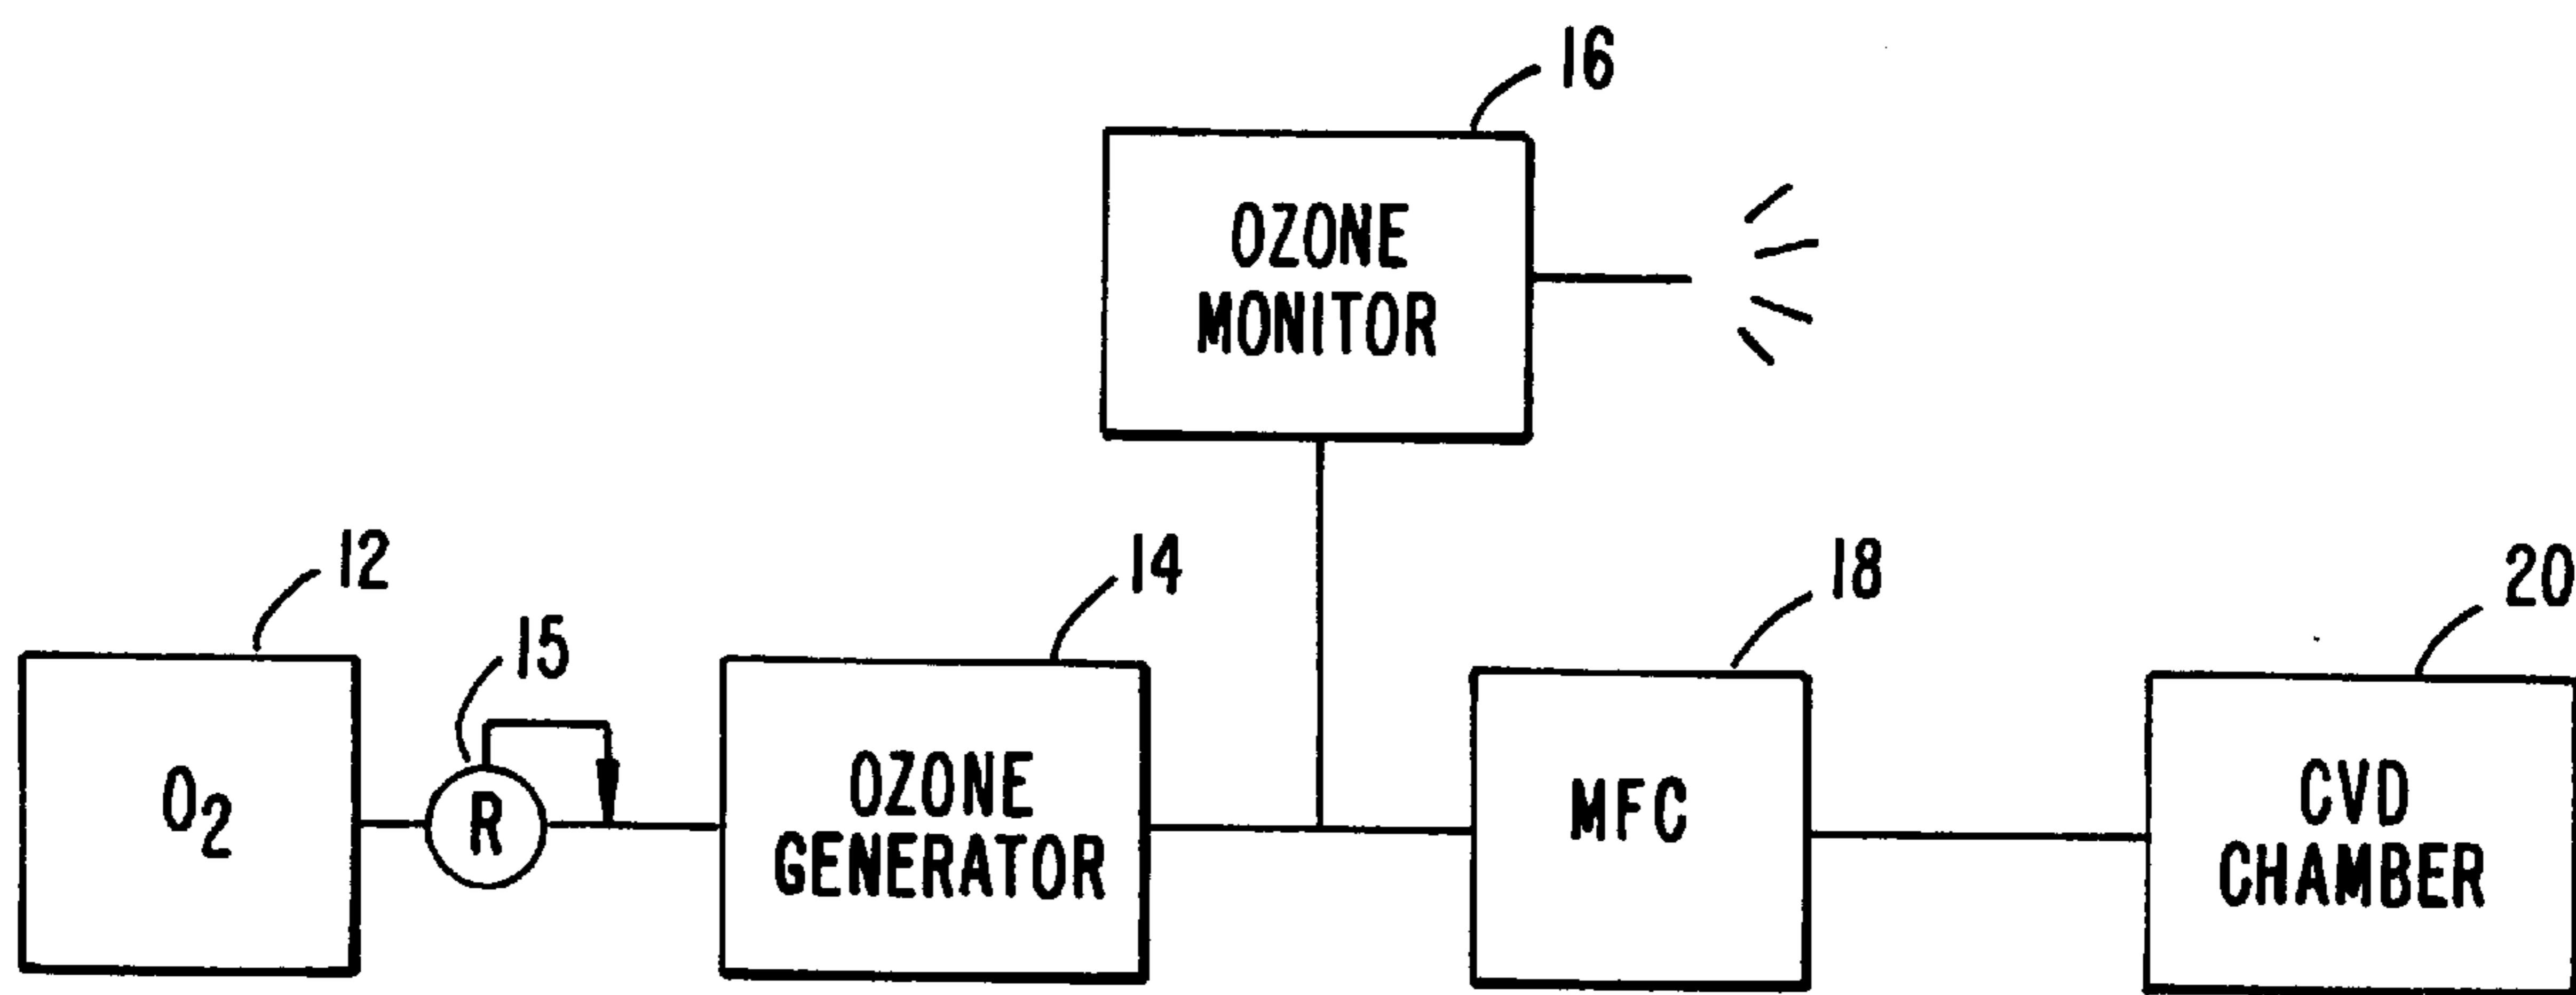 16
OZONE
MONITOR
12
15
14
18
20
O2
R
OZONE
GENERATOR
MFC
CVD
CHAMBER